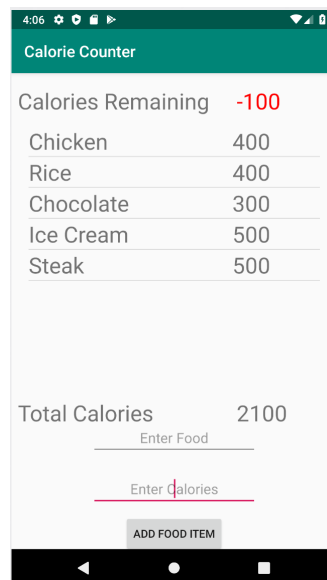 4:06
Calorie Counter
Calories Remaining -100
Chicken 400
Rice 400
Chocolate 300
Ice Cream 500
Steak 500
Total Calories 2100
Enter Food
Enter Calories
ADD FOOD ITEM